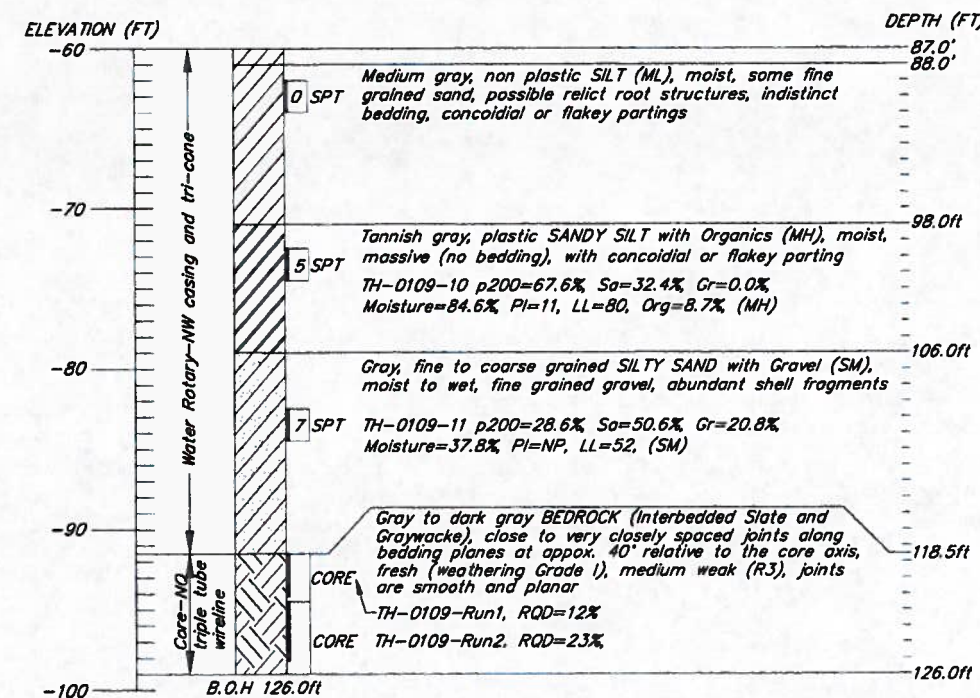 ELEVATION (FT)
DEPTH (FT)
-60
87.0'
88.0'
Medium gray, non plastic SILT (ML), moist, some fine
grained sand, possible relict root structures, indistinct
bedding, concoidial or flakey partings
0 SPT
-70
98.0ft
Tannish gray, plastic SANDY SILT with Organics (MH), moist,
massive (no bedding), with concoidial or flakey parting
5 SPT
TH-0109-10 p200=67.6%, Sa=32.4%, Gr=0.0%,
Moisture=84.6%, PI=11, LL=80, Org=8.7%, (MH)
106.0ft
-80
Gray, fine to coarse grained SILTY SAND with Gravel (SM),
moist to wet, fine grained gravel, abundant shell fragments
7 SPT
TH-0109-11 p200=28.6%, Sa=50.6%, Gr=20.8%
Moisture=37.8%, PI=NP, LL=52, (SM)
Water Rotary-NW casing and tri-cone
-90
Gray to dark gray BEDROCK (Interbedded Slate and
Graywacke), close to very closely spaced joints along
bedding planes at appox. 40° relative to the core axis,
fresh (weathering Grade I), medium weak (R3), joints
are smooth and planar
118.5ft
Core-NQ
triple tube
wireline
CORE
TH-0109-Run1, RQD=12%
CORE
TH-0109-Run2, RQD=23%,
126.0ft
-100
B.O.H 126.0ft